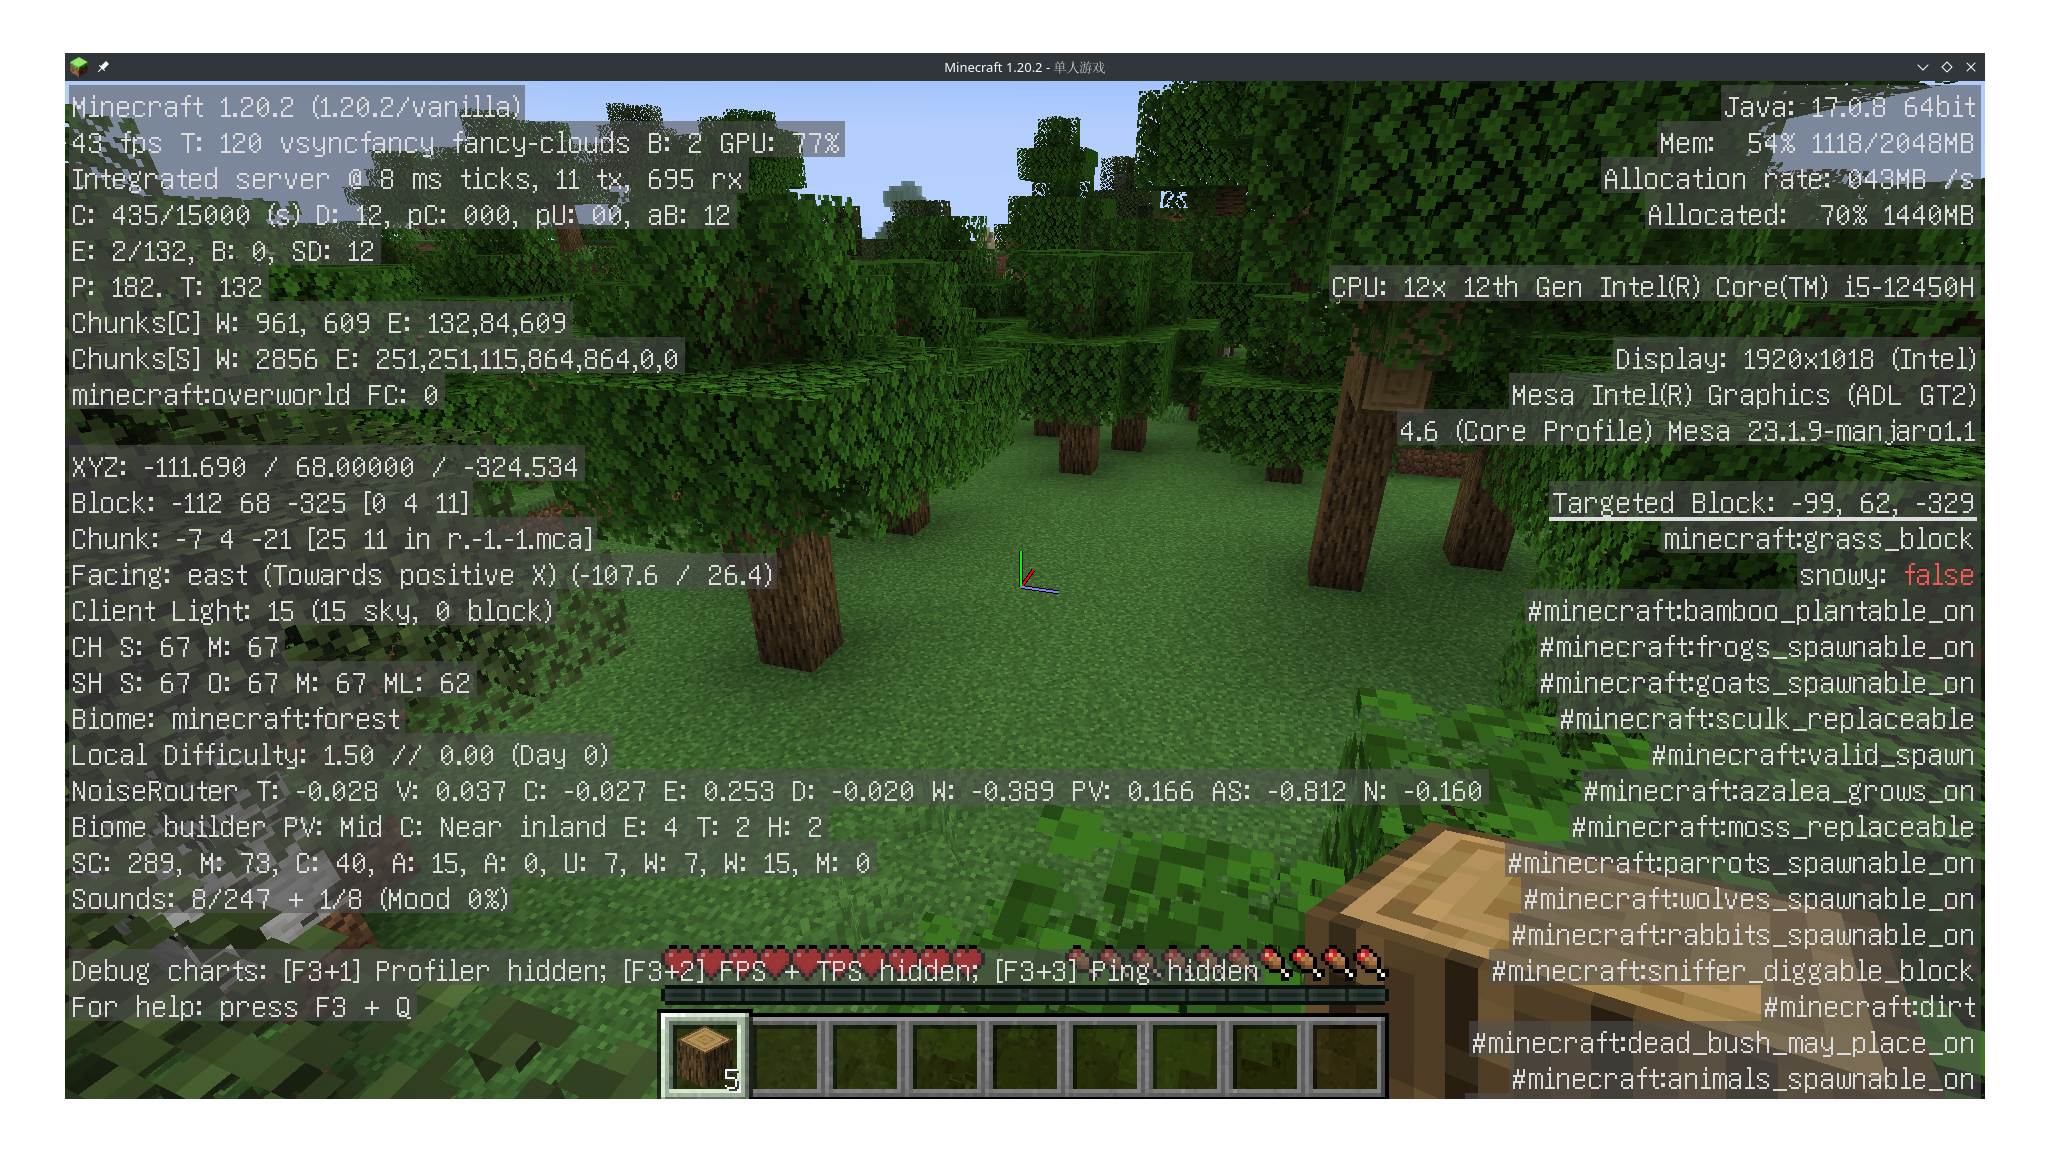 Minecraft 1.20.2 - 单人游戏
Minecraft 1.20.2 (1.20.2/vanilla)
43 fps T: 120 vsyncfancy fancy-clouds B: 2 GPU: 77%
Integrated server @ 8 ms ticks, 11 tx, 695 rx
C: 435/15000 (s) D: 12, pC: 000, pU: 00, aB: 12
E: 2/132, B: 0, SD: 12
P: 182. T: 132
Chunks[C] W: 961, 609 E: 132,84,609
Chunks[S] W: 2856 E: 251,251,115,864,864,0,0
minecraft:overworld FC: 0
XYZ: -111.690 / 68.00000 / -324.534
Block: -112 68 -325 [0 4 11]
Chunk: -7 4 -21 [25 11 in r.-1.-1.mca]
Facing: east (Towards positive X) (-107.6 / 26.4)
Client Light: 15 (15 sky, 0 block)
CH S: 67 M: 67
SH S: 67 O: 67 M: 67 ML: 62
Biome: minecraft:forest
Local Difficulty: 1.50 // 0.00 (Day 0)
NoiseRouter T: -0.028 V: 0.037 C: -0.027 E: 0.253 D: -0.020 W: -0.389 PV: 0.166 AS: -0.812 N: -0.160
Biome builder PV: Mid C: Near inland E: 4 T: 2 H: 2
SC: 289, M: 73, C: 40, A: 15, A: 0, U: 7, W: 7, W: 15, M: 0
Sounds: 8/247 + 1/8 (Mood 0%)
Debug charts: [F3+1] Profiler hidden; [F3+2] FPS + TPS hidden; [F3+3] Ping hidden
For help: press F3 + Q
Java: 17.0.8 64bit
Mem: 54% 1118/2048MB
Allocation rate: 043MB /s
Allocated: 70% 1440MB
CPU: 12x 12th Gen Intel(R) Core(TM) i5-12450H
Display: 1920x1018 (Intel)
Mesa Intel(R) Graphics (ADL GT2)
4.6 (Core Profile) Mesa 23.1.9-manjaro1.1
Targeted Block: -99, 62, -329
minecraft:grass_block
snowy: false
#minecraft:bamboo_plantable_on
#minecraft:frogs_spawnable_on
#minecraft:goats_spawnable_on
#minecraft:sculk_replaceable
#minecraft:valid_spawn
#minecraft:azalea_grows_on
#minecraft:moss_replaceable
#minecraft:parrots_spawnable_on
#minecraft:wolves_spawnable_on
#minecraft:rabbits_spawnable_on
#minecraft:sniffer_diggable_block
#minecraft:dirt
#minecraft:dead_bush_may_place_on
#minecraft:animals_spawnable_on
5